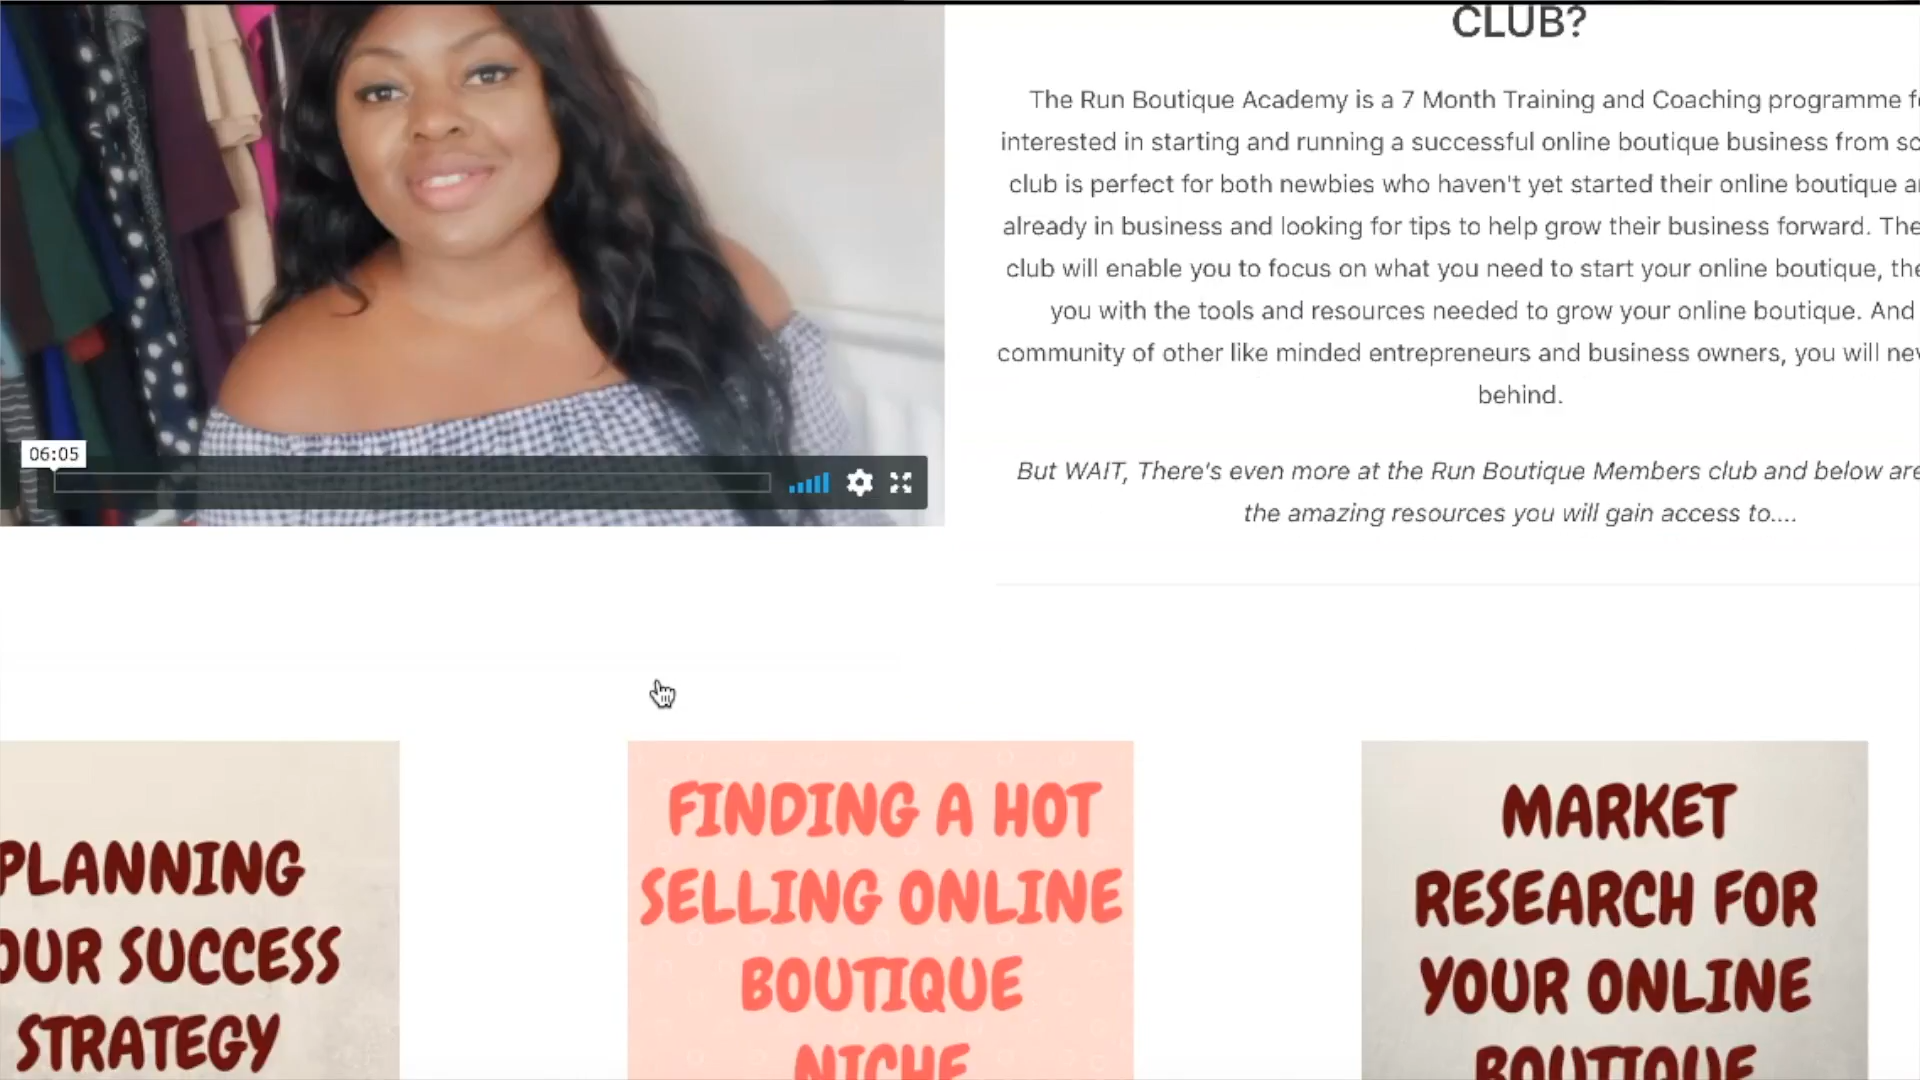 CLUB?
The Run Boutique Academy is a 7 Month Training and Coaching programme
interested in starting and running a successful online boutique business from
club is perfect for both newbies who haven't yet started their online boutique
already in business and looking for tips to help grow their business forward. The
club will enable you to focus on what you need to start your online boutique,
you with the tools and resources needed to grow your online boutique. And
community of other like minded entrepreneurs and business owners, you will
behind.
06:05
But WAIT, There's even more at the Run Boutique Members club and below are
the amazing resources you will gain access to....
PLANNING
OUR SUCCESS
STRATEGY
FINDING A HOT
SELLING ONLINE
BOUTIQUE
NICHE
MARKET
RESEARCH FOR
YOUR ONLINE
BOUTIQUE